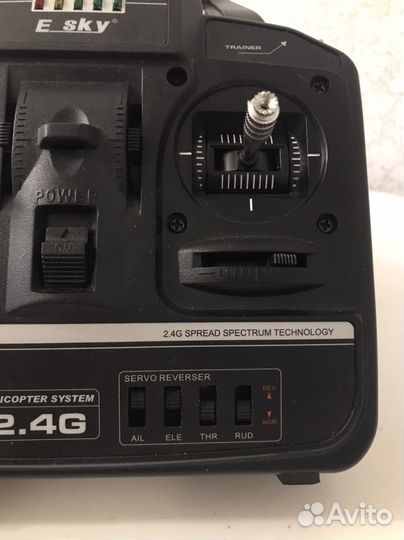 E_sky
TRAINER
POWER
ON
2.4G SPREAD SPECTRUM TECHNOLOGY
SERVO REVERSER
REV
NOR
AIL ELE THR RUD
ICOPTER SYSTEM
2.4G
Avito